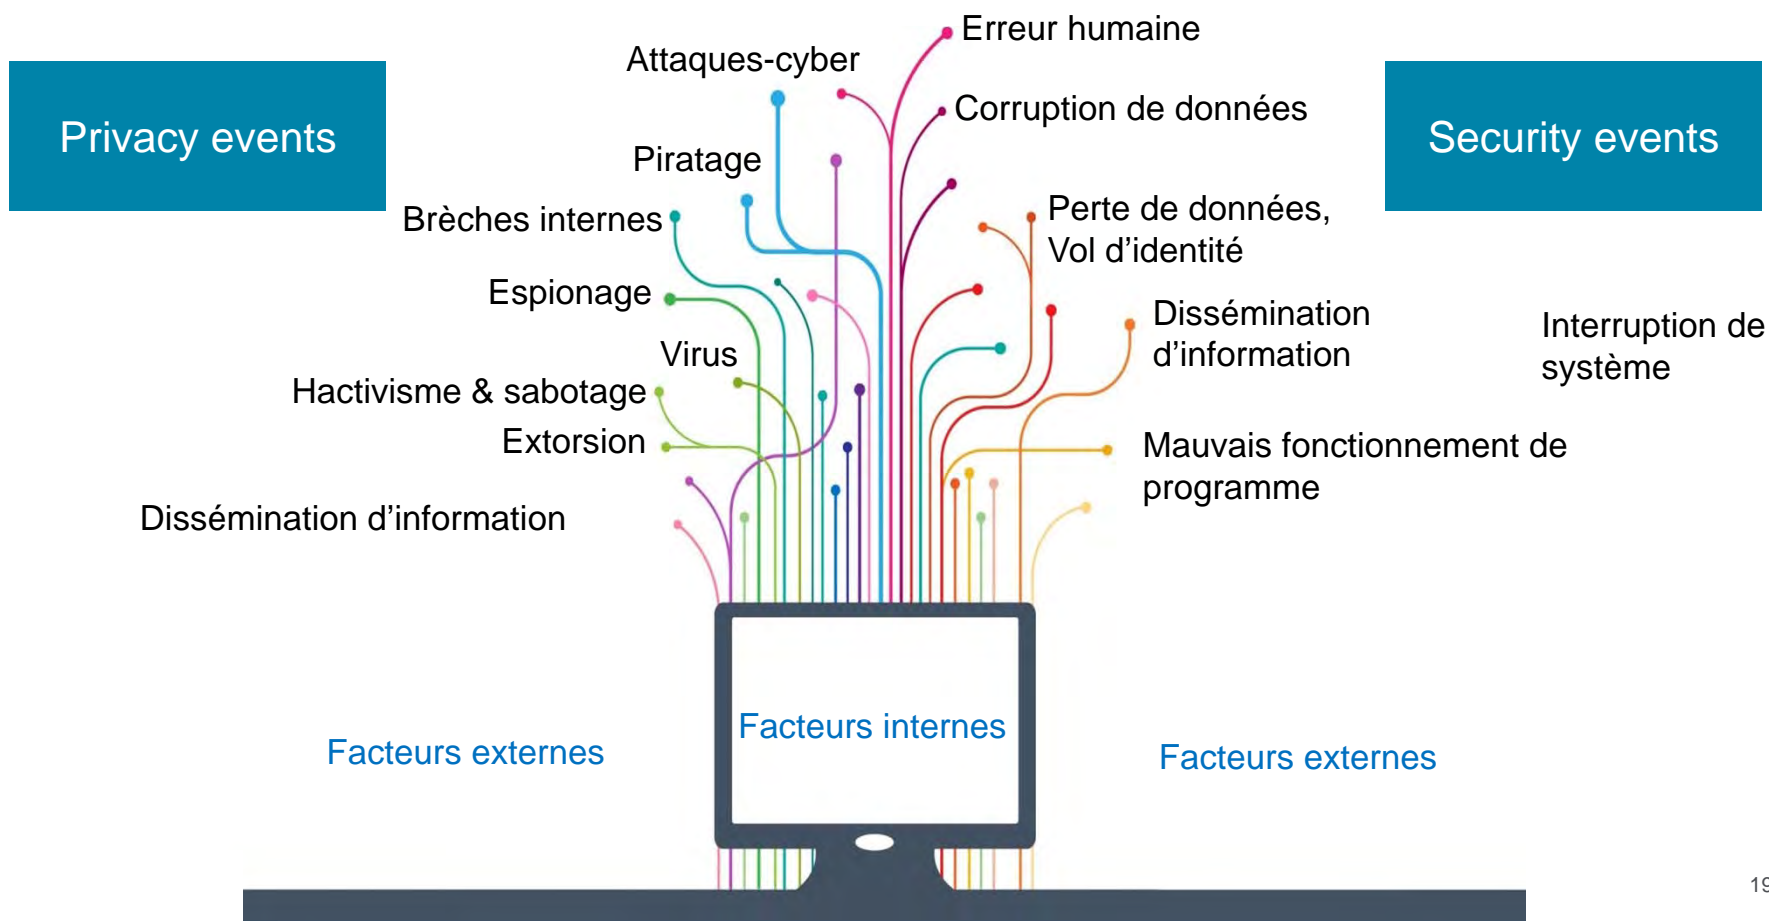 Erreur humaine
Attaques-cyber
Privacy events
Corruption de données
Security events
Piratage
Brèches internes
Perte de données,
Vol d’identité
Espionage
Dissémination
d’information
Interruption de
système
Virus
Hactivisme & sabotage
Extorsion
Mauvais fonctionnement de
programme
Dissémination d’information
Facteurs internes
Facteurs externes
Facteurs externes
19